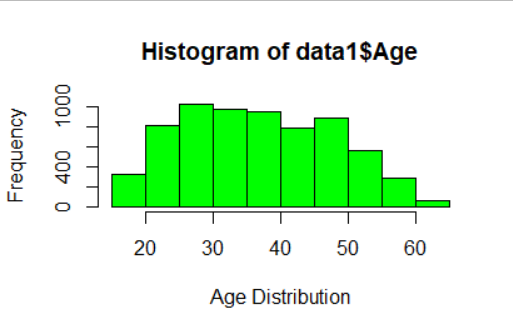 Histogram of data1$Age
Frequency
1000
400
0
20 30 40 50 60
Age Distribution